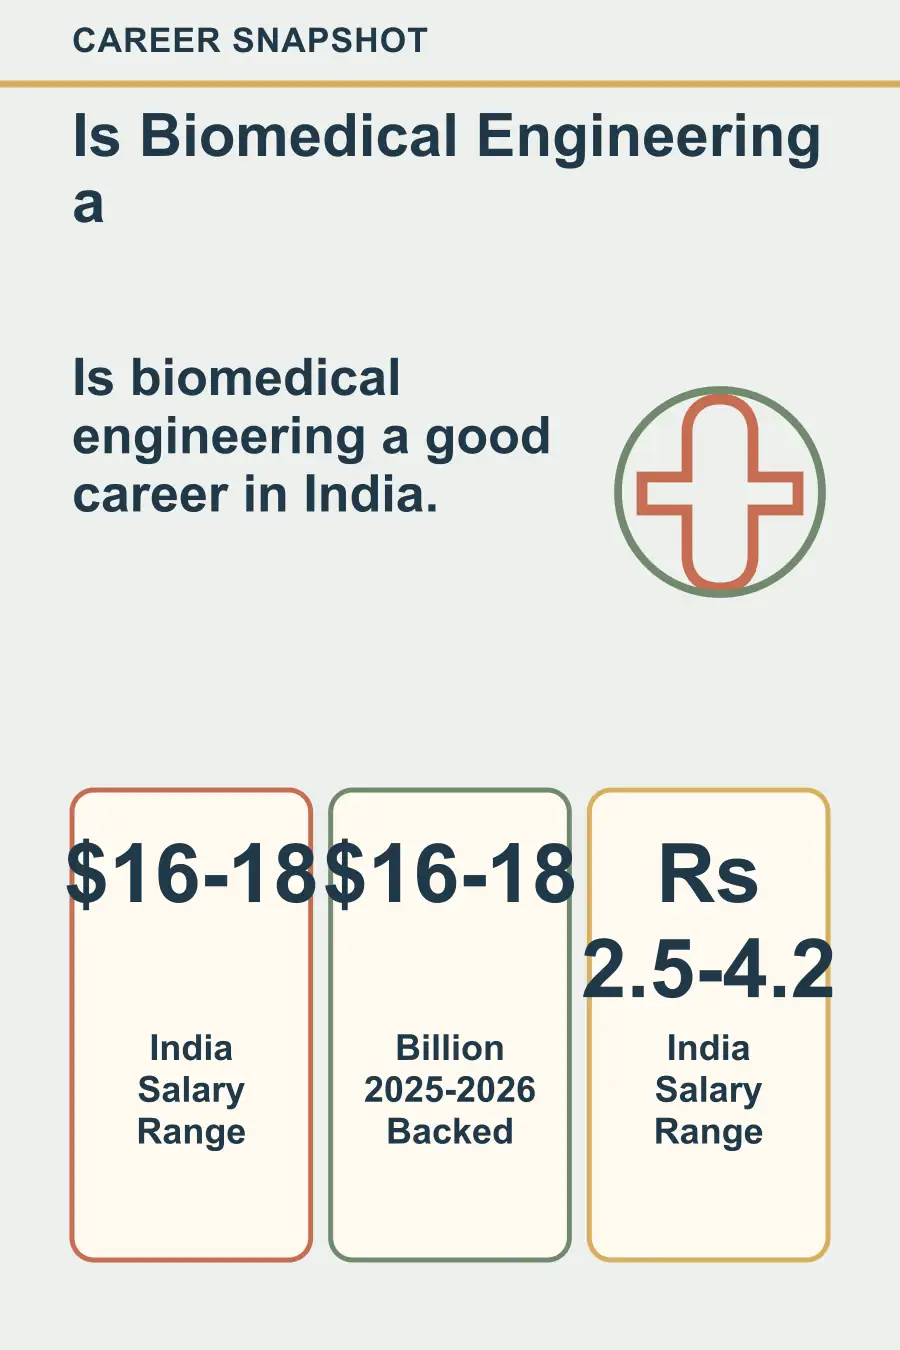 CAREER SNAPSHOT
Is Biomedical Engineering
a
Is biomedical
engineering a good
career in India.
$16-18
India
Salary
Range
$16-18
Billion
2025-2026
Backed
Rs
2.5-4.2
India
Salary
Range